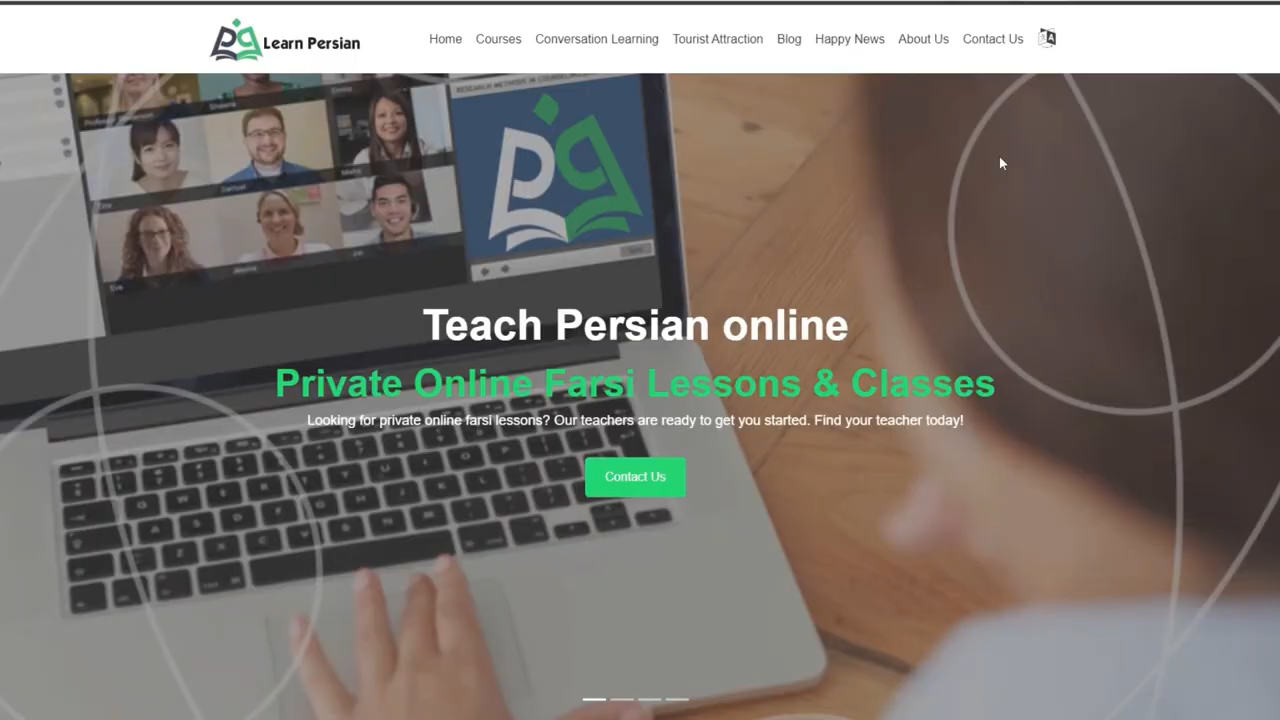 Learn Persian
Home Courses Conversation Learning Tourist Attraction Blog Happy News About Us Contact Us
Teach Persian online
Private Online Farsi Lessons & Classes
Looking for private online farsi lessons? Our teachers are ready to get you started. Find your teacher today!
Contact Us